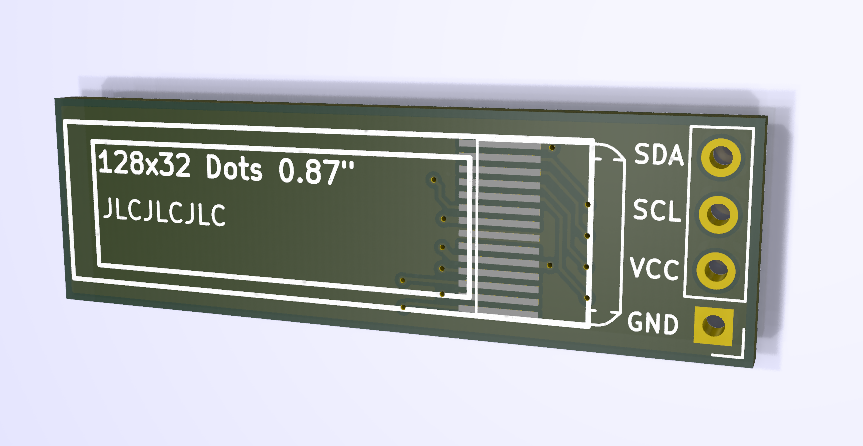 128x32 Dots 0.87"
JLCJLCJLC
SDA
SCL
VCC
GND